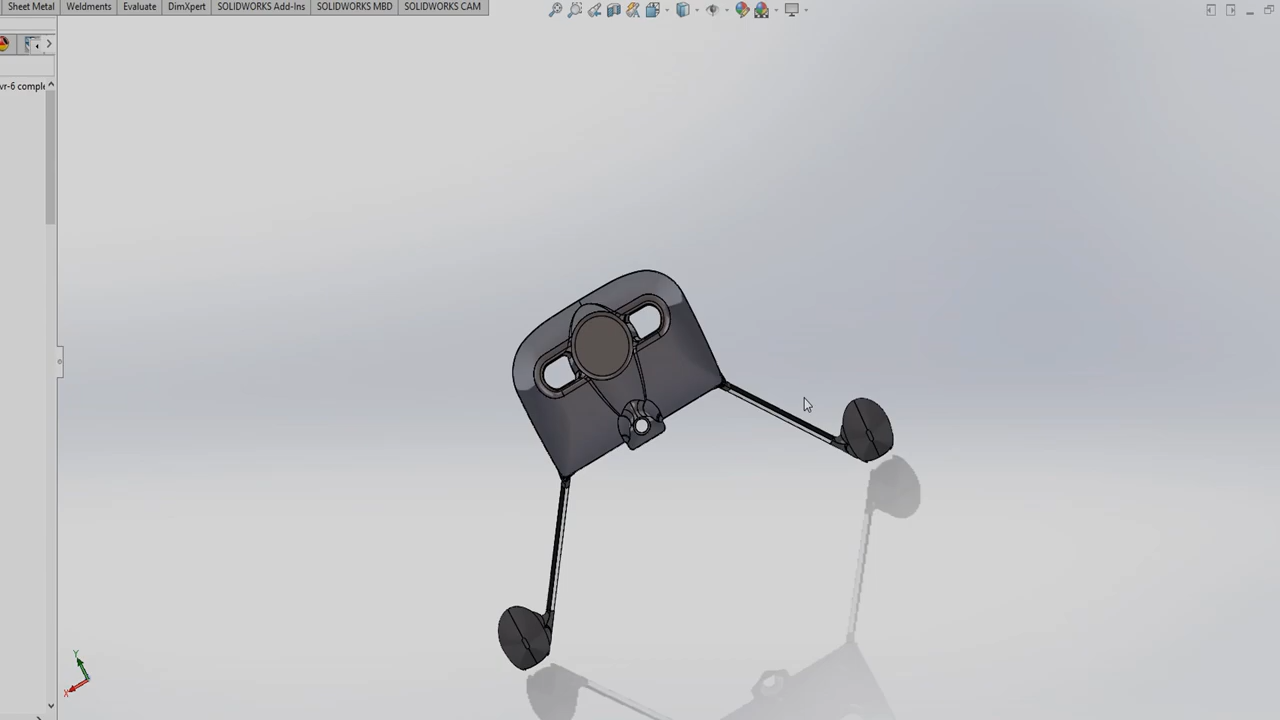 Sheet Metal Weldments Evaluate DimXpert SOLIDWORKS Add-Ins SOLIDWORKS MBD SOLIDWORKS CAM
vr-6 comple
Y
X